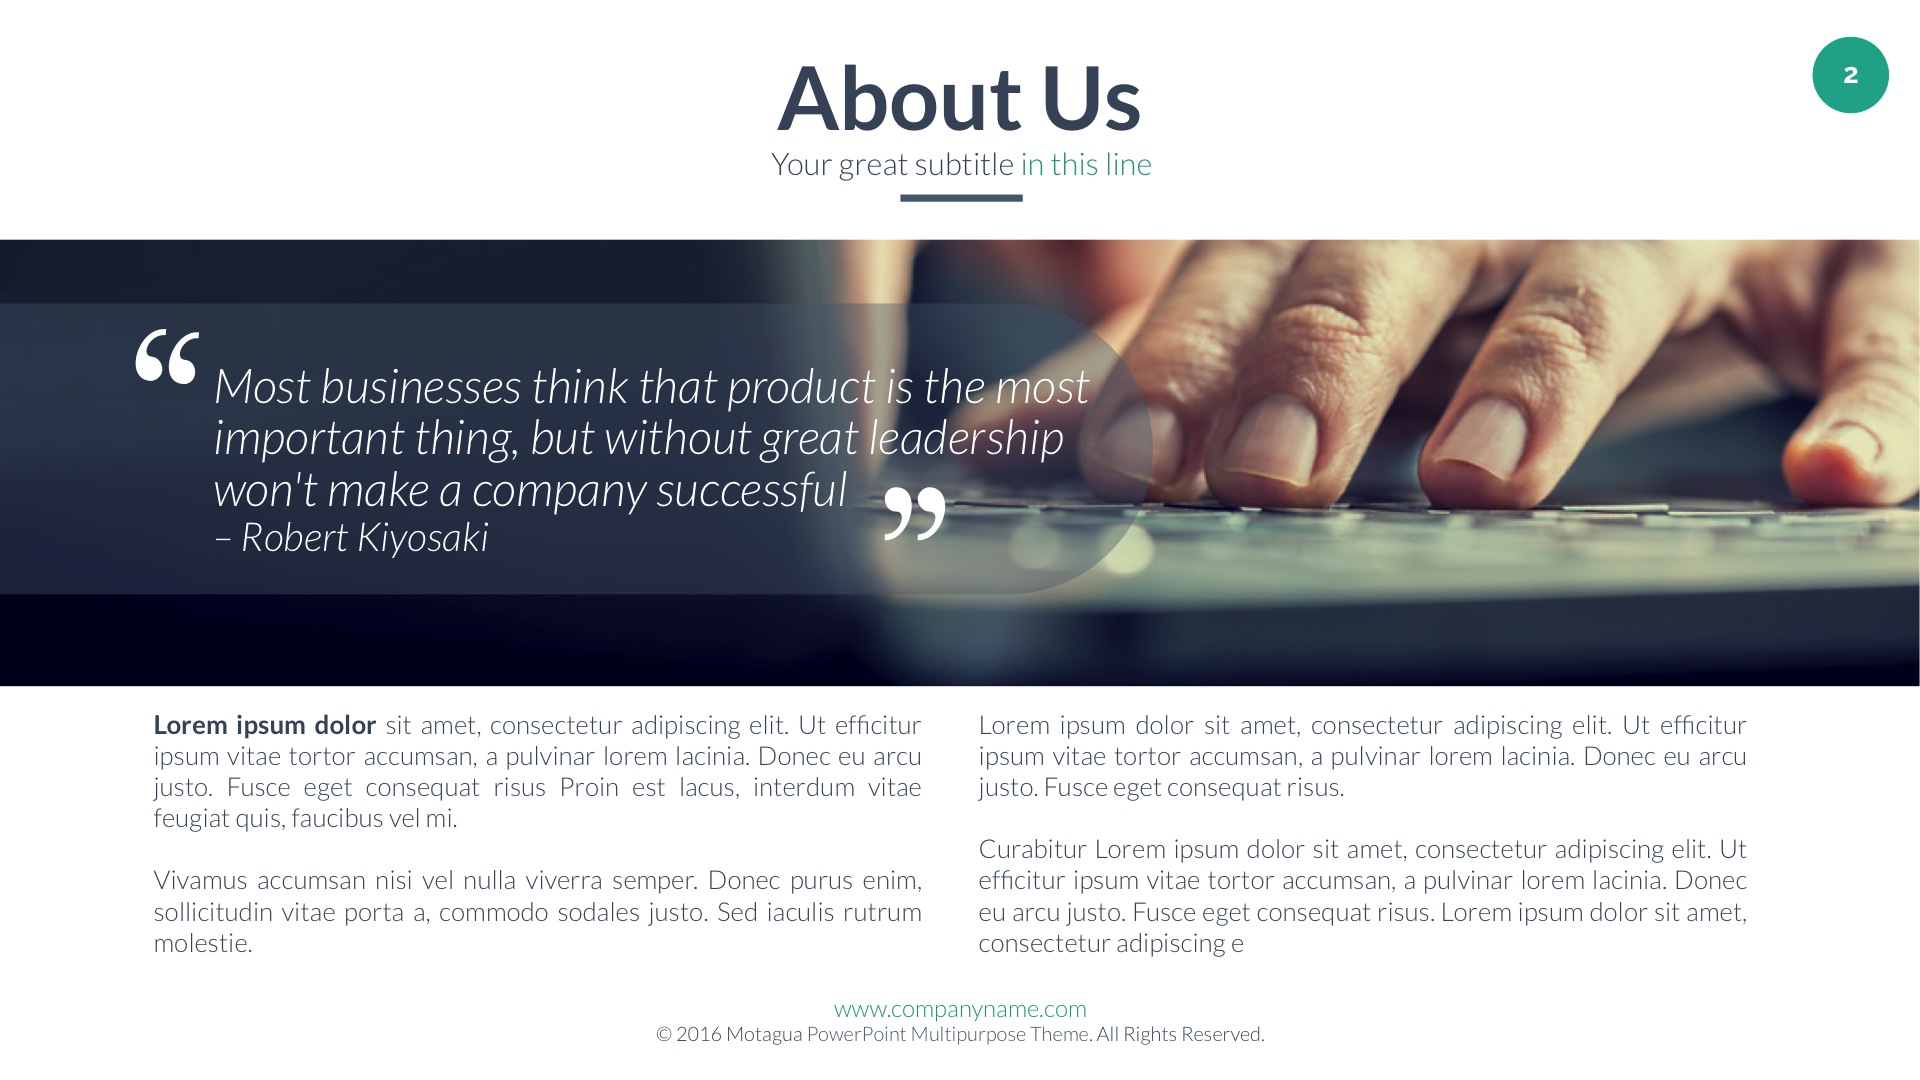 About Us
2
Your great subtitle in this line
“
Most businesses think that product is the most
important thing, but without great leadership
won't make a company successful
”
– Robert Kiyosaki
Lorem ipsum dolor sit amet, consectetur adipiscing elit. Ut efficitur
ipsum vitae tortor accumsan, a pulvinar lorem lacinia. Donec eu arcu
justo. Fusce eget consequat risus Proin est lacus, interdum vitae
feugiat quis, faucibus vel mi.
Vivamus accumsan nisi vel nulla viverra semper. Donec purus enim,
sollicitudin vitae porta a, commodo sodales justo. Sed iaculis rutrum
molestie.
Lorem ipsum dolor sit amet, consectetur adipiscing elit. Ut efficitur
ipsum vitae tortor accumsan, a pulvinar lorem lacinia. Donec eu arcu
justo. Fusce eget consequat risus.
Curabitur Lorem ipsum dolor sit amet, consectetur adipiscing elit. Ut
efficitur ipsum vitae tortor accumsan, a pulvinar lorem lacinia. Donec
eu arcu justo. Fusce eget consequat risus. Lorem ipsum dolor sit amet,
consectetur adipiscing e
www.companyname.com
© 2016 Motagua PowerPoint Multipurpose Theme. All Rights Reserved.